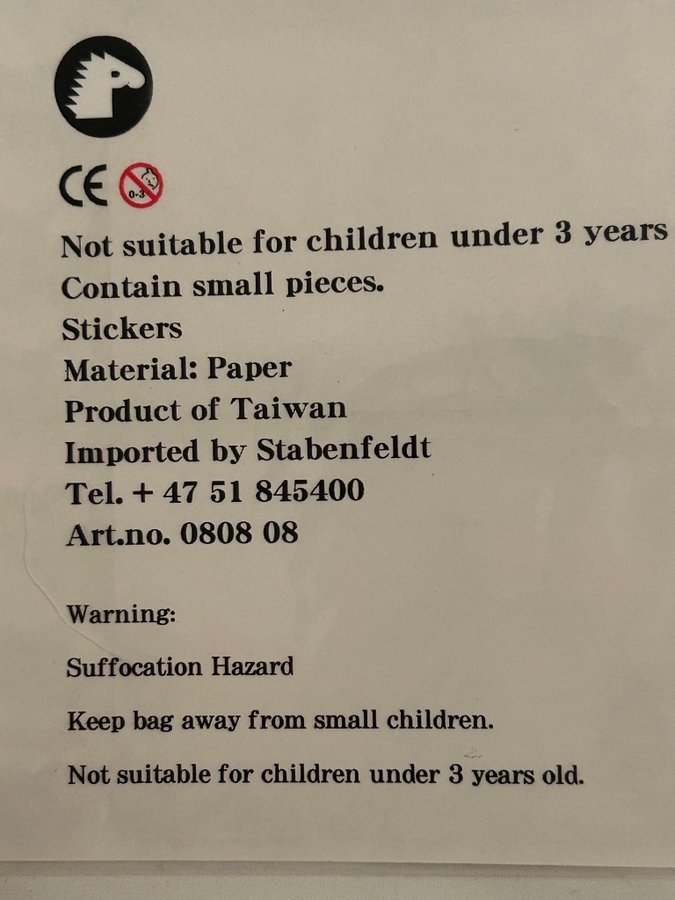 CE 0-3
Not suitable for children under 3 years
Contain small pieces.
Stickers
Material: Paper
Product of Taiwan
Imported by Stabenfeldt
Tel. + 47 51 845400
Art.no. 0808 08
Warning:
Suffocation Hazard
Keep bag away from small children.
Not suitable for children under 3 years old.